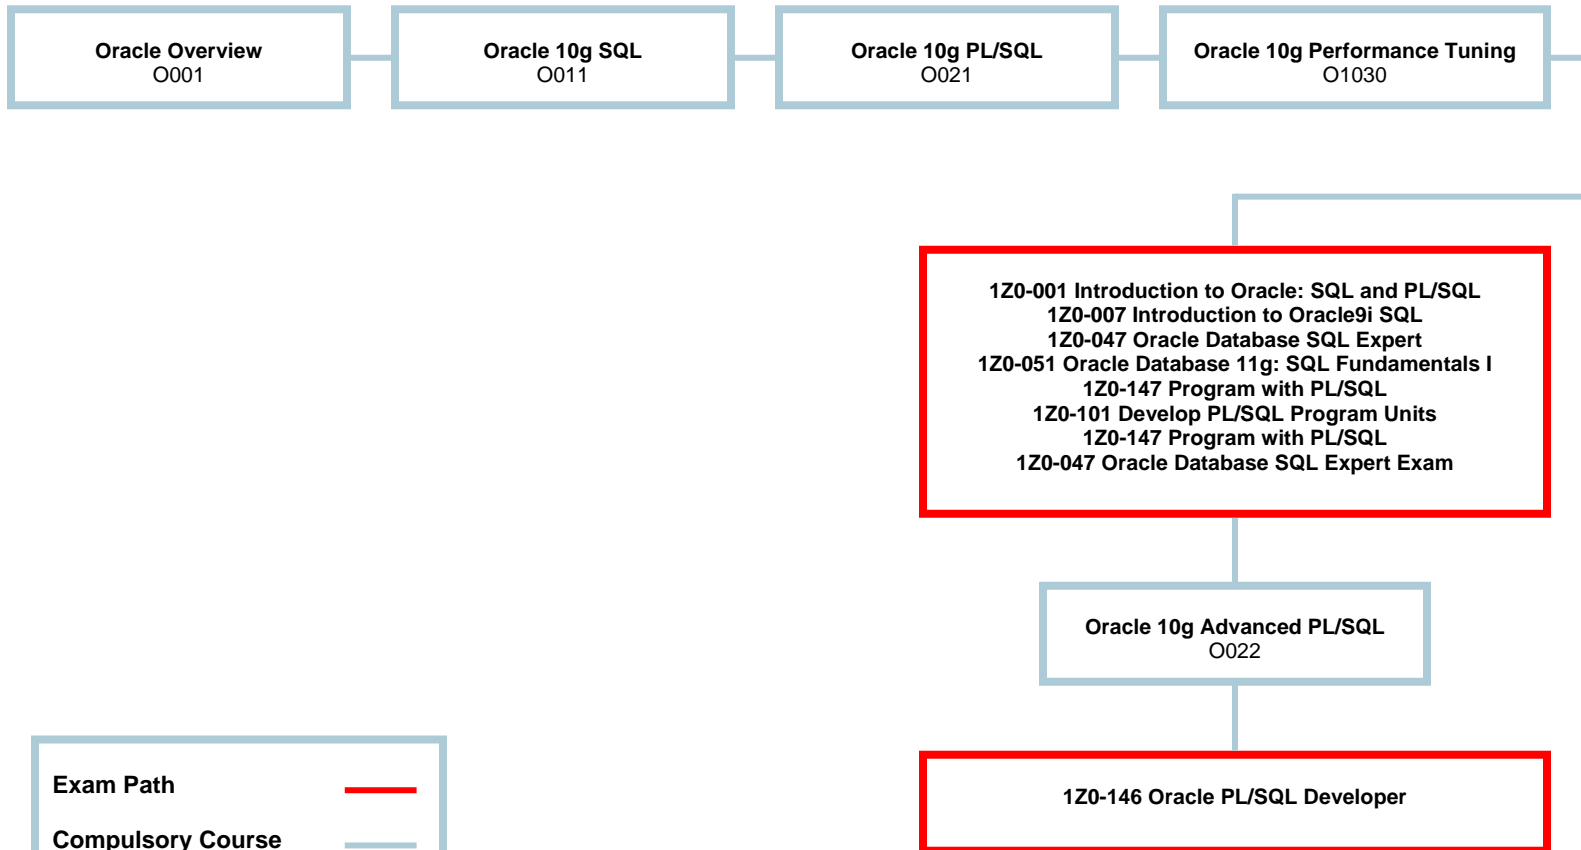 Oracle Overview
O001
Oracle 10g SQL
O011
Oracle 10g PL/SQL
O021
Oracle 10g Performance Tuning
O1030
1Z0-001 Introduction to Oracle: SQL and PL/SQL
1Z0-007 Introduction to Oracle9i SQL
1Z0-047 Oracle Database SQL Expert
1Z0-051 Oracle Database 11g: SQL Fundamentals I
1Z0-147 Program with PL/SQL
1Z0-101 Develop PL/SQL Program Units
1Z0-147 Program with PL/SQL
1Z0-047 Oracle Database SQL Expert Exam
Oracle 10g Advanced PL/SQL
O022
1Z0-146 Oracle PL/SQL Developer
Exam Path
Compulsory Course